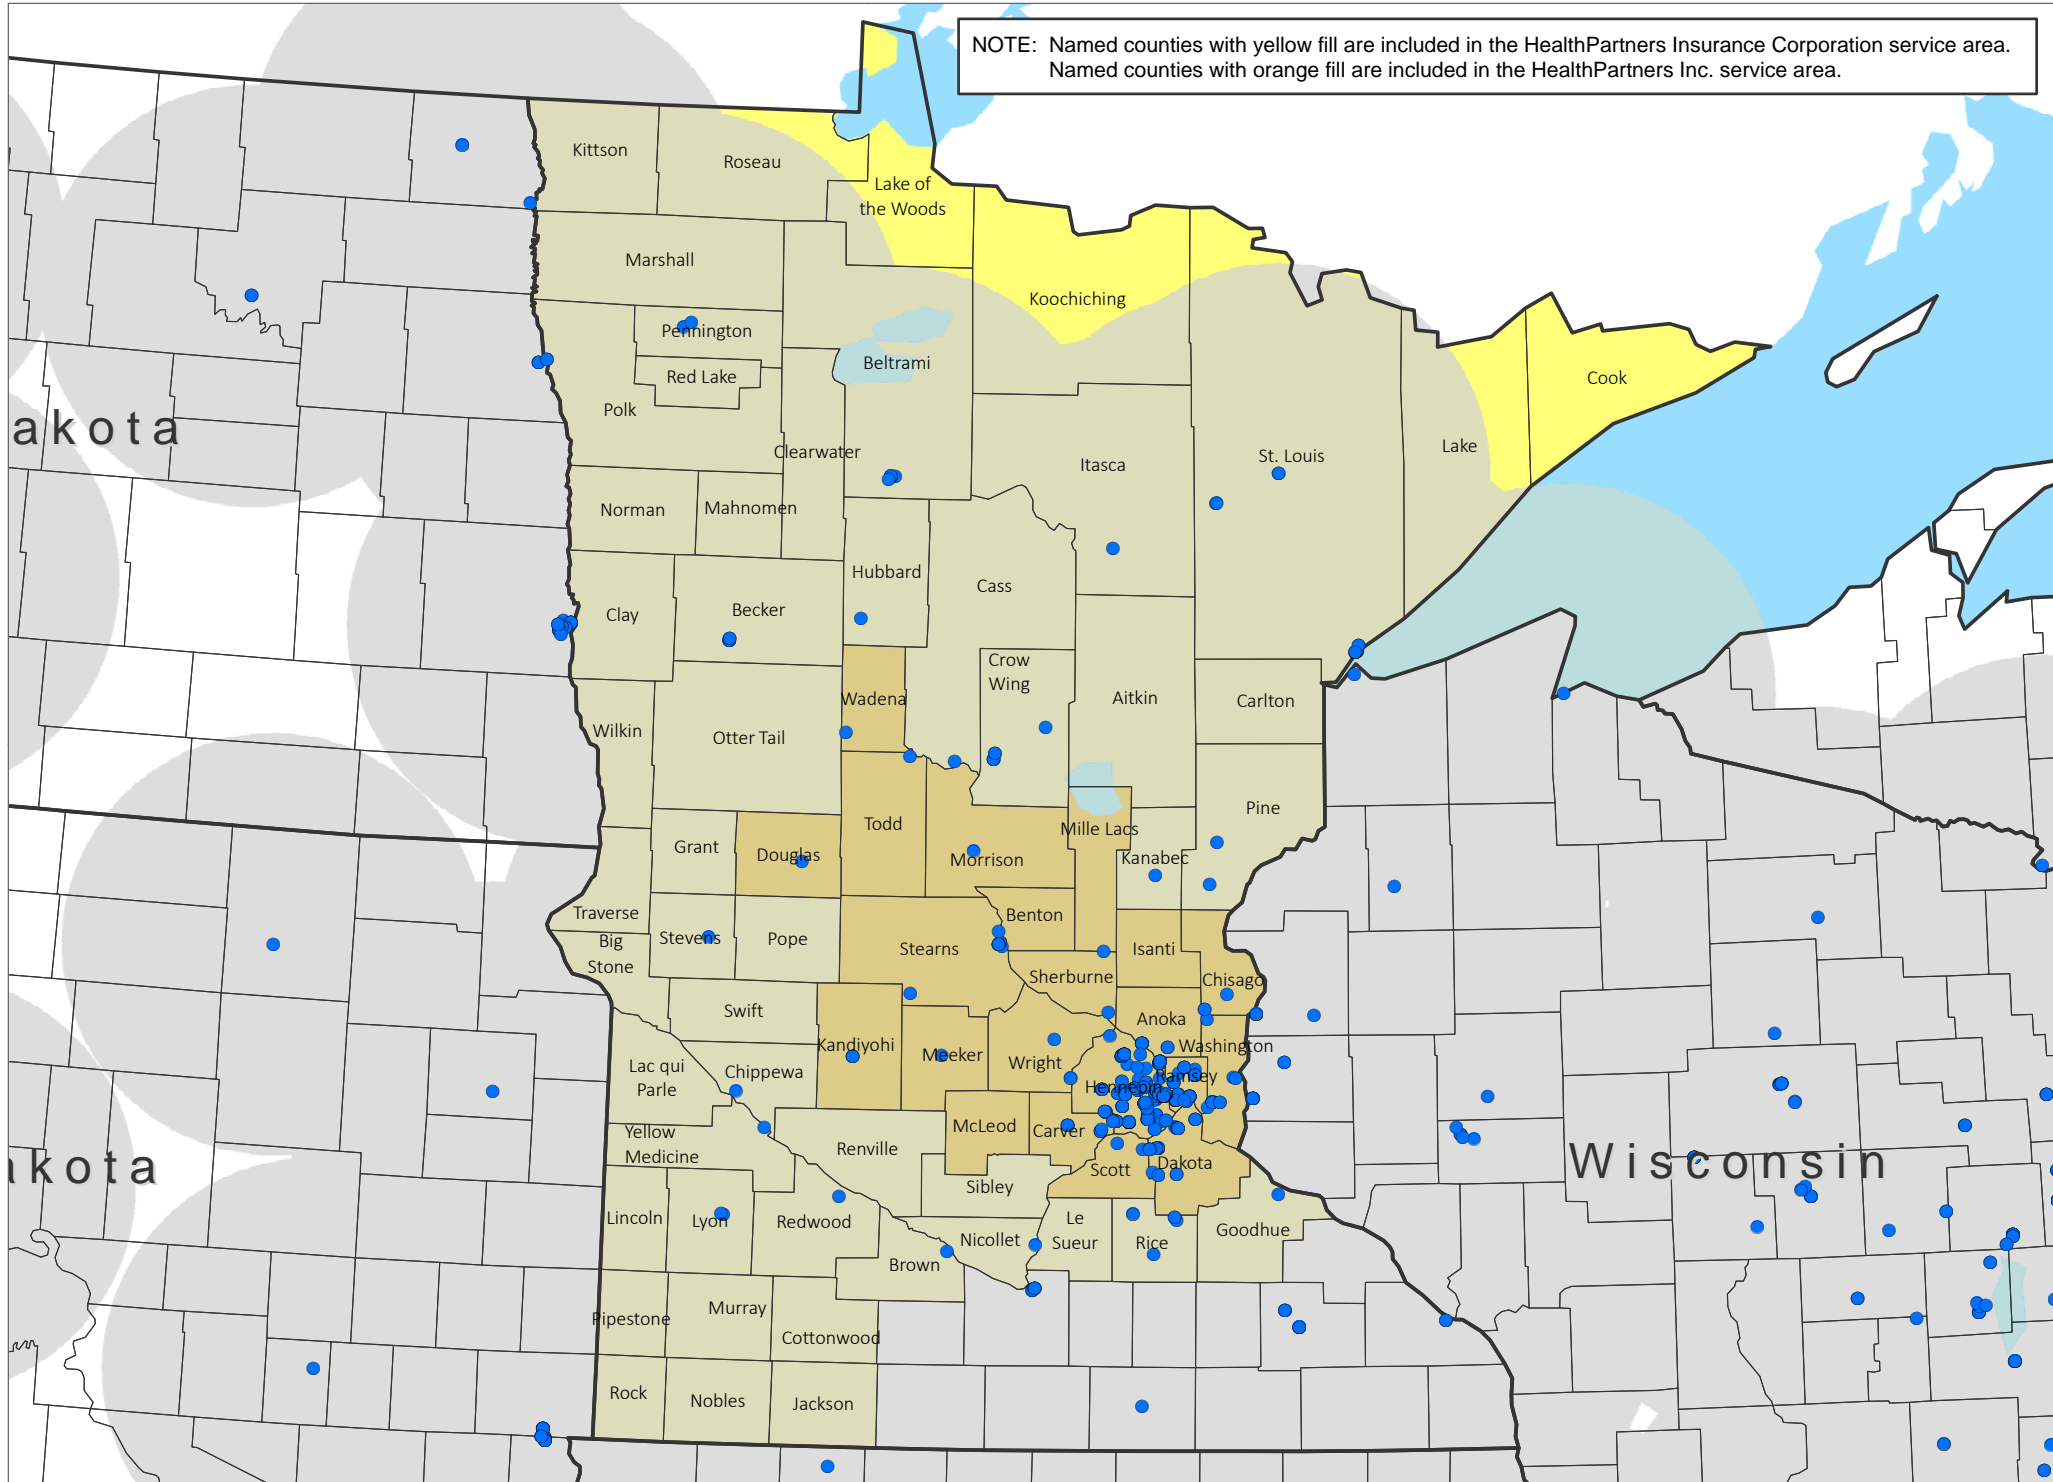 NOTE: Named counties with yellow fill are included in the HealthPartners Insurance Corporation service area.
Named counties with orange fill are included in the HealthPartners Inc. service area.
Kittson
Roseau
Lake of
the Woods
Marshall
Koochiching
Pennington
Beltrami
Red Lake
Cook
Polk
akota
Clearwater
Itasca
St. Louis
Lake
Norman
Mahnomen
Hubbard
Cass
Clay
Becker
Crow
Wing
Wadena
Aitkin
Carlton
Wilkin
Otter Tail
Pine
Todd
Mille Lacs
Grant
Douglas
Morrison
Kanabec
Traverse
Benton
Stevens
Pope
Stearns
Isanti
Big
Stone
Sherburne
Chisago
Swift
Anoka
Kandiyohi
Meeker
Wright
Washington
Lac qui
Parle
Chippewa
Ramsey
Hennepin
McLeod
Carver
Yellow
Medicine
Renville
Scott
Dakota
Wisconsin
akota
Sibley
Lincoln
Lyon
Redwood
Le
Sueur
Rice
Goodhue
Nicollet
Brown
Pipestone
Murray
Cottonwood
Rock
Nobles
Jackson